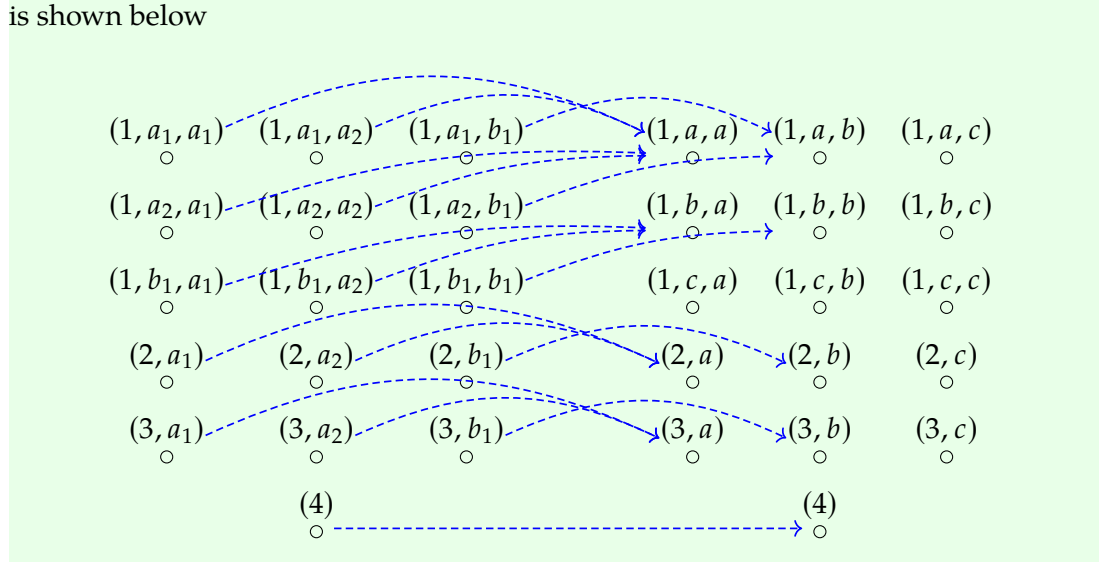 is shown below
(1, a₁, a₁) (1, a₁, a₂) (1, a₁, b₁) (1, a, a) (1, a, b) (1, a, c)
(1, a₂, a₁) (1, a₂, a₂) (1, a₂, b₁) (1, b, a) (1, b, b) (1, b, c)
(1, b₁, a₁) (1, b₁, a₂) (1, b₁, b₁) (1, c, a) (1, c, b) (1, c, c)
(2, a₁) (2, a₂) (2, b₁) (2, a) (2, b) (2, c)
(3, a₁) (3, a₂) (3, b₁) (3, a) (3, b) (3, c)
(4) (4)